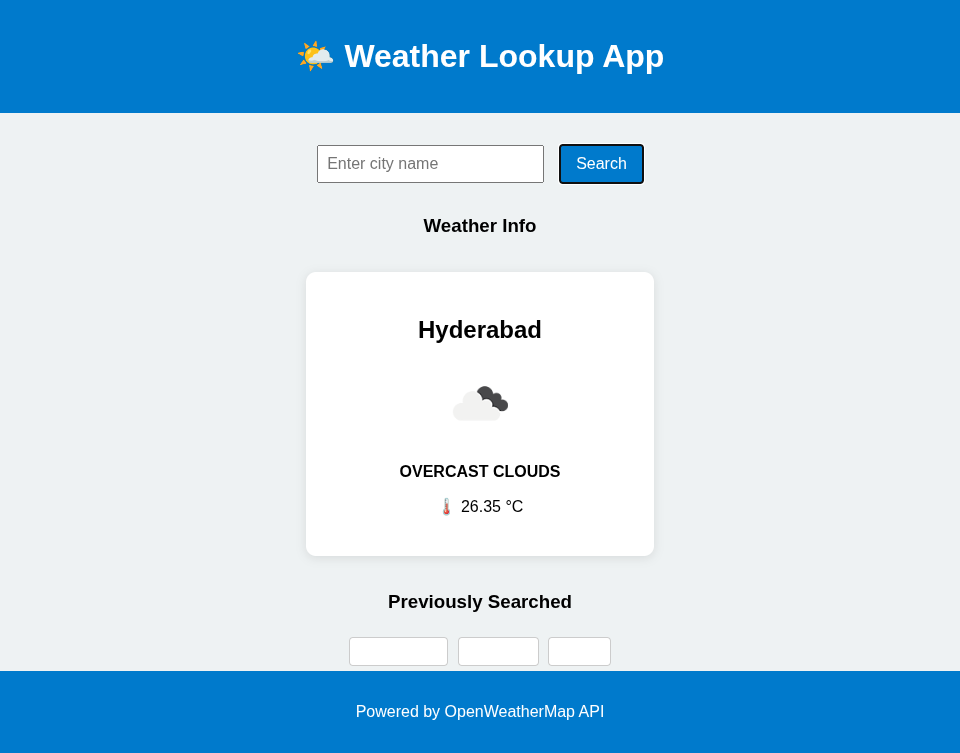 🌤️ Weather Lookup App
Enter city name
Search
Weather Info
Hyderabad
OVERCAST CLOUDS
🌡️ 26.35 °C
Previously Searched
Powered by OpenWeatherMap API